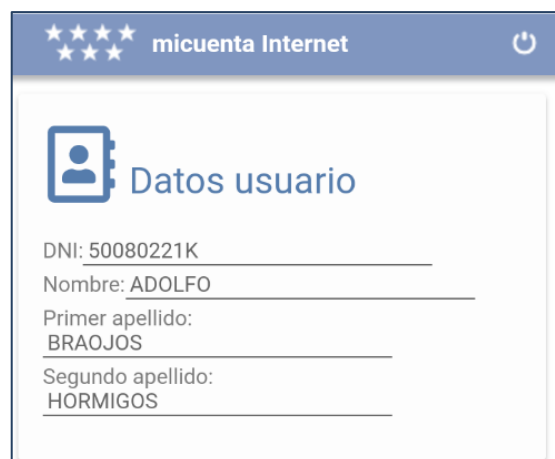 micuenta Internet
Datos usuario
DNI: 50080221K
Nombre: ADOLFO
Primer apellido:
BRAOJOS
Segundo apellido:
HORMIGOS